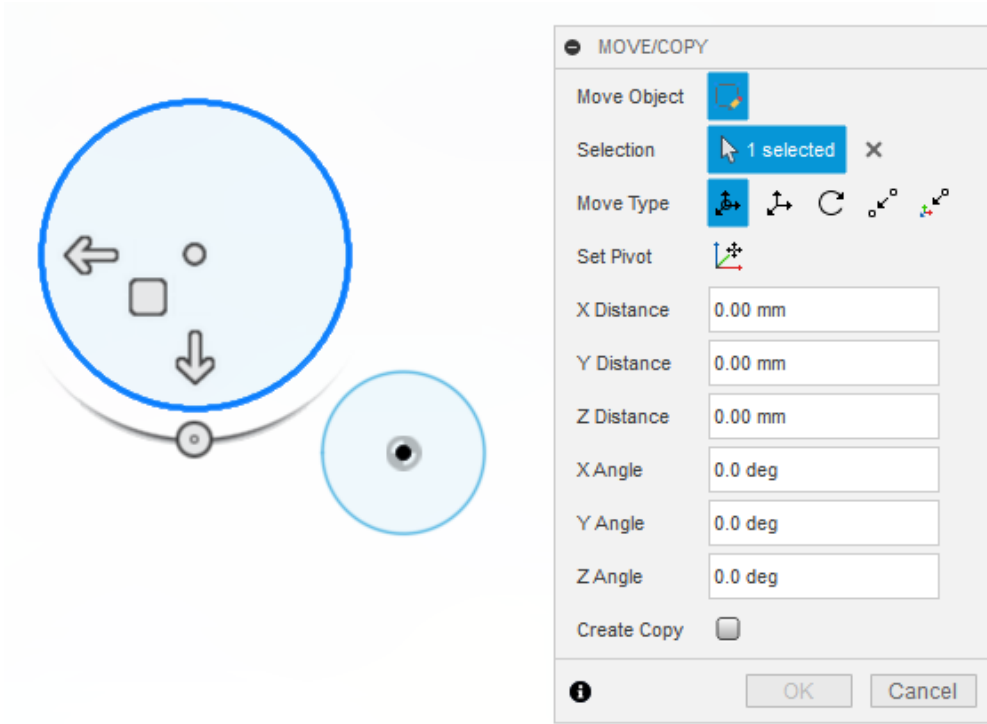 MOVE/COPY
Move Object
Selection 1 selected
Move Type
Set Pivot
X Distance 0.00 mm
Y Distance 0.00 mm
Z Distance 0.00 mm
X Angle 0.0 deg
Y Angle 0.0 deg
Z Angle 0.0 deg
Create Copy
OK Cancel